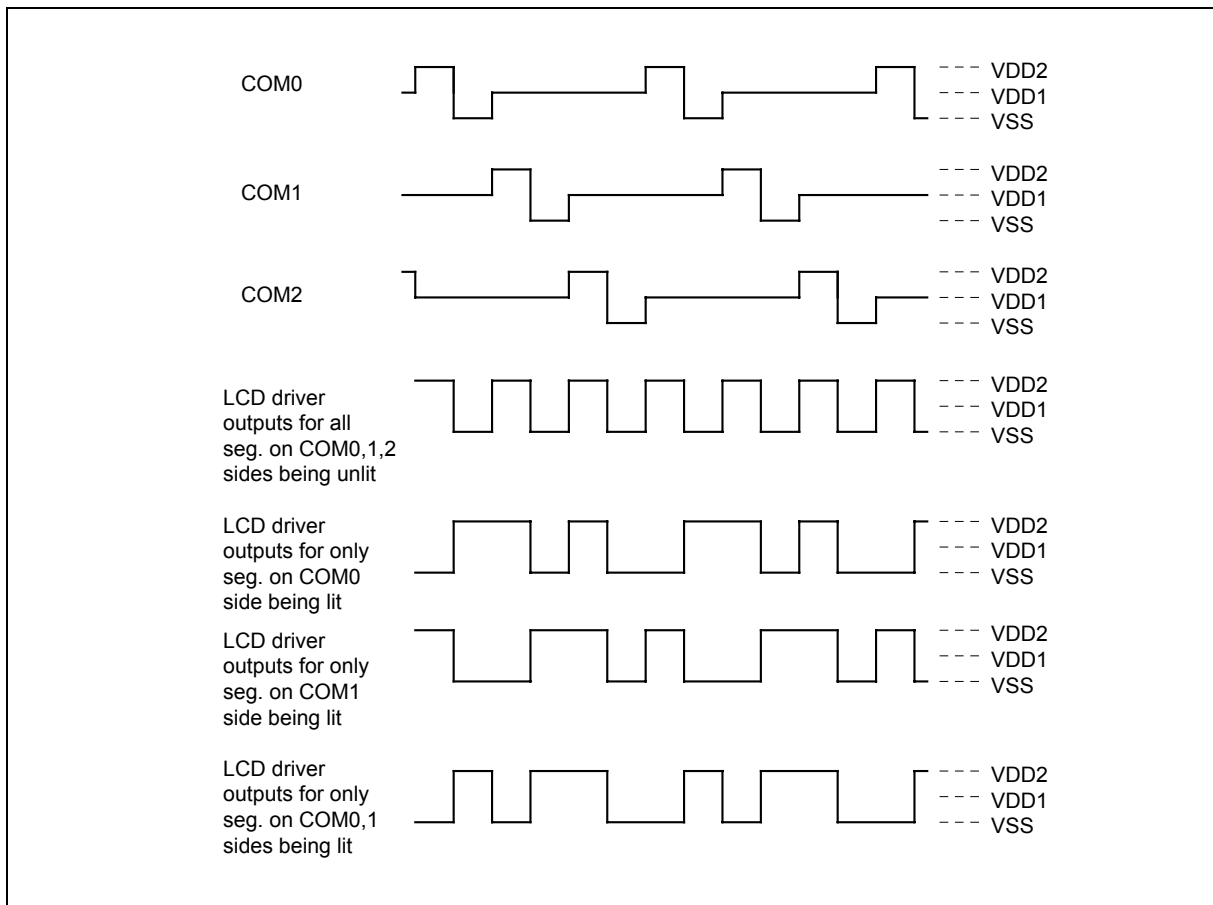 COM0
VDD2
VDD1
VSS
COM1
VDD2
VDD1
VSS
COM2
VDD2
VDD1
VSS
LCD driver
outputs for all
seg. on COM0,1,2
sides being unlit
VDD2
VDD1
VSS
LCD driver
outputs for only
seg. on COM0
side being lit
VDD2
VDD1
VSS
LCD driver
outputs for only
seg. on COM1
side being lit
VDD2
VDD1
VSS
LCD driver
outputs for only
seg. on COM0,1
sides being lit
VDD2
VDD1
VSS